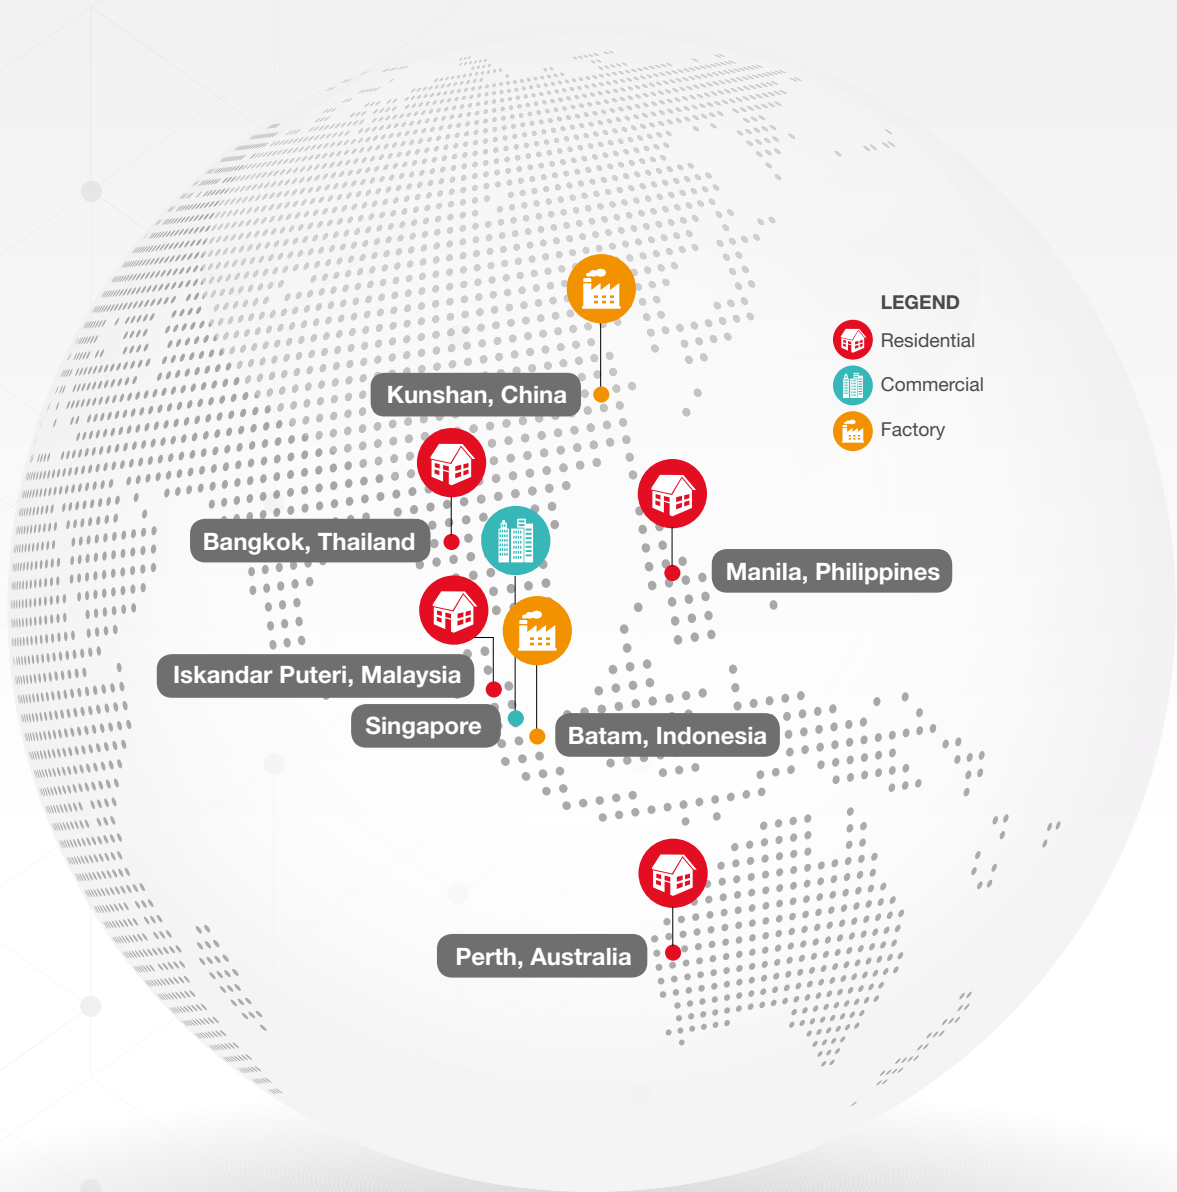 LEGEND
Residential
Commercial
Factory
Kunshan, China
Bangkok, Thailand
Manila, Philippines
Iskandar Puteri, Malaysia
Singapore
Batam, Indonesia
Perth, Australia